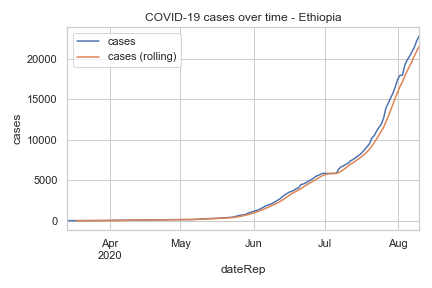 COVID-19 cases over time - Ethiopia
cases
cases (rolling)
20000
15000
10000
5000
0
cases
Apr
2020
May
Jun
Jul
Aug
dateRep